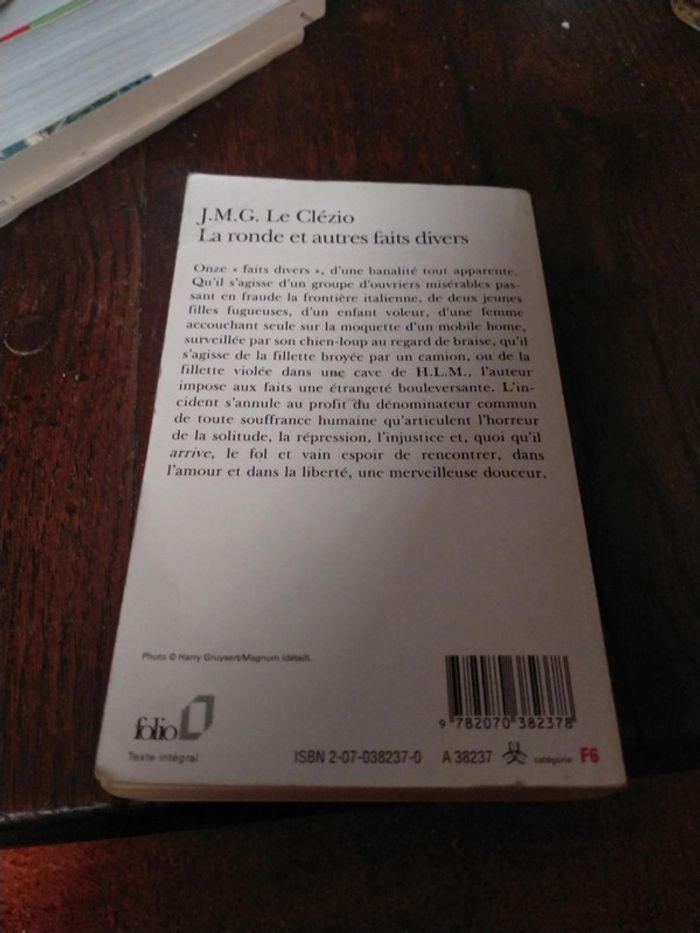 J.M.G. Le Clézio
La ronde et autres faits divers
Onze « faits divers », d'une banalité tout apparente.
Qu'il s'agisse d'un groupe d'ouvriers misérables pas-
sant en fraude la frontière italienne, de deux jeunes
filles fugueuses, d'un enfant voleur, d'une femme
accouchant seule sur la moquette d'un mobile home,
surveillée par son chien-loup au regard de braise, qu'il
s'agisse de la fillette broyée par un camion, ou de la
fillette violée dans une cave de H.L.M., l'auteur
impose aux faits une étrangeté bouleversante. L'in-
cident s'annule au profit du dénominateur commun
de toute souffrance humaine qu'articulent l'horreur
de la solitude, la répression, l'injustice et, quoi qu'il
arrive, le fol et vain espoir de rencontrer, dans
l'amour et dans la liberté, une merveilleuse douceur.
Photo © Harry Gruyaert/Magnum (détail).
9 782070 382378
folio
Texte intégral
ISBN 2-07-038237-0 A 38237 catégorie F6